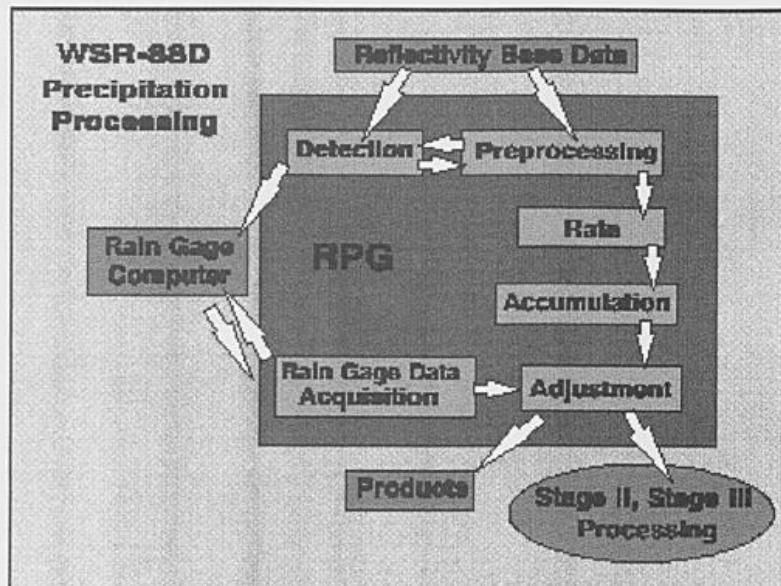 WSR-88D
Precipitation
Processing
Reflectivity Base Data
Detection
Preprocessing
Rate
RPG
Rain Gage
Computer
Accumulation
Rain Gage Data
Acquisition
Adjustment
Products
Stage II, Stage III
Processing